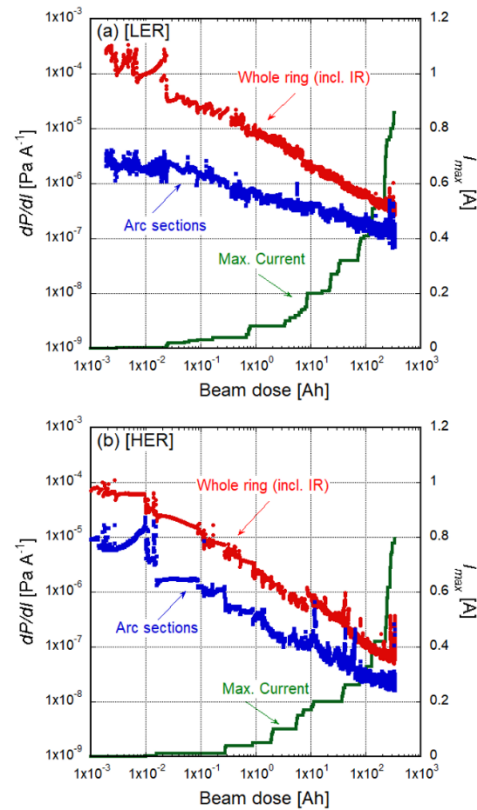 (a) [LER]
1x10⁻³
1x10⁻⁴
1x10⁻⁵
1x10⁻⁶
1x10⁻⁷
1x10⁻⁸
1x10⁻⁹
dP/dI [Pa A⁻¹]
Whole ring (incl. IR)
Arc sections
Max. Current
1.2
1
0.8
0.6
0.4
0.2
0
I max [A]
1x10⁻³ 1x10⁻² 1x10⁻¹ 1x10⁰ 1x10¹ 1x10² 1x10³
Beam dose [Ah]
(b) [HER]
1x10⁻³
1x10⁻⁴
1x10⁻⁵
1x10⁻⁶
1x10⁻⁷
1x10⁻⁸
1x10⁻⁹
dP/dI [Pa A⁻¹]
Whole ring (incl. IR)
Arc sections
Max. Current
1.2
1
0.8
0.6
0.4
0.2
0
I max [A]
1x10⁻³ 1x10⁻² 1x10⁻¹ 1x10⁰ 1x10¹ 1x10² 1x10³
Beam dose [Ah]